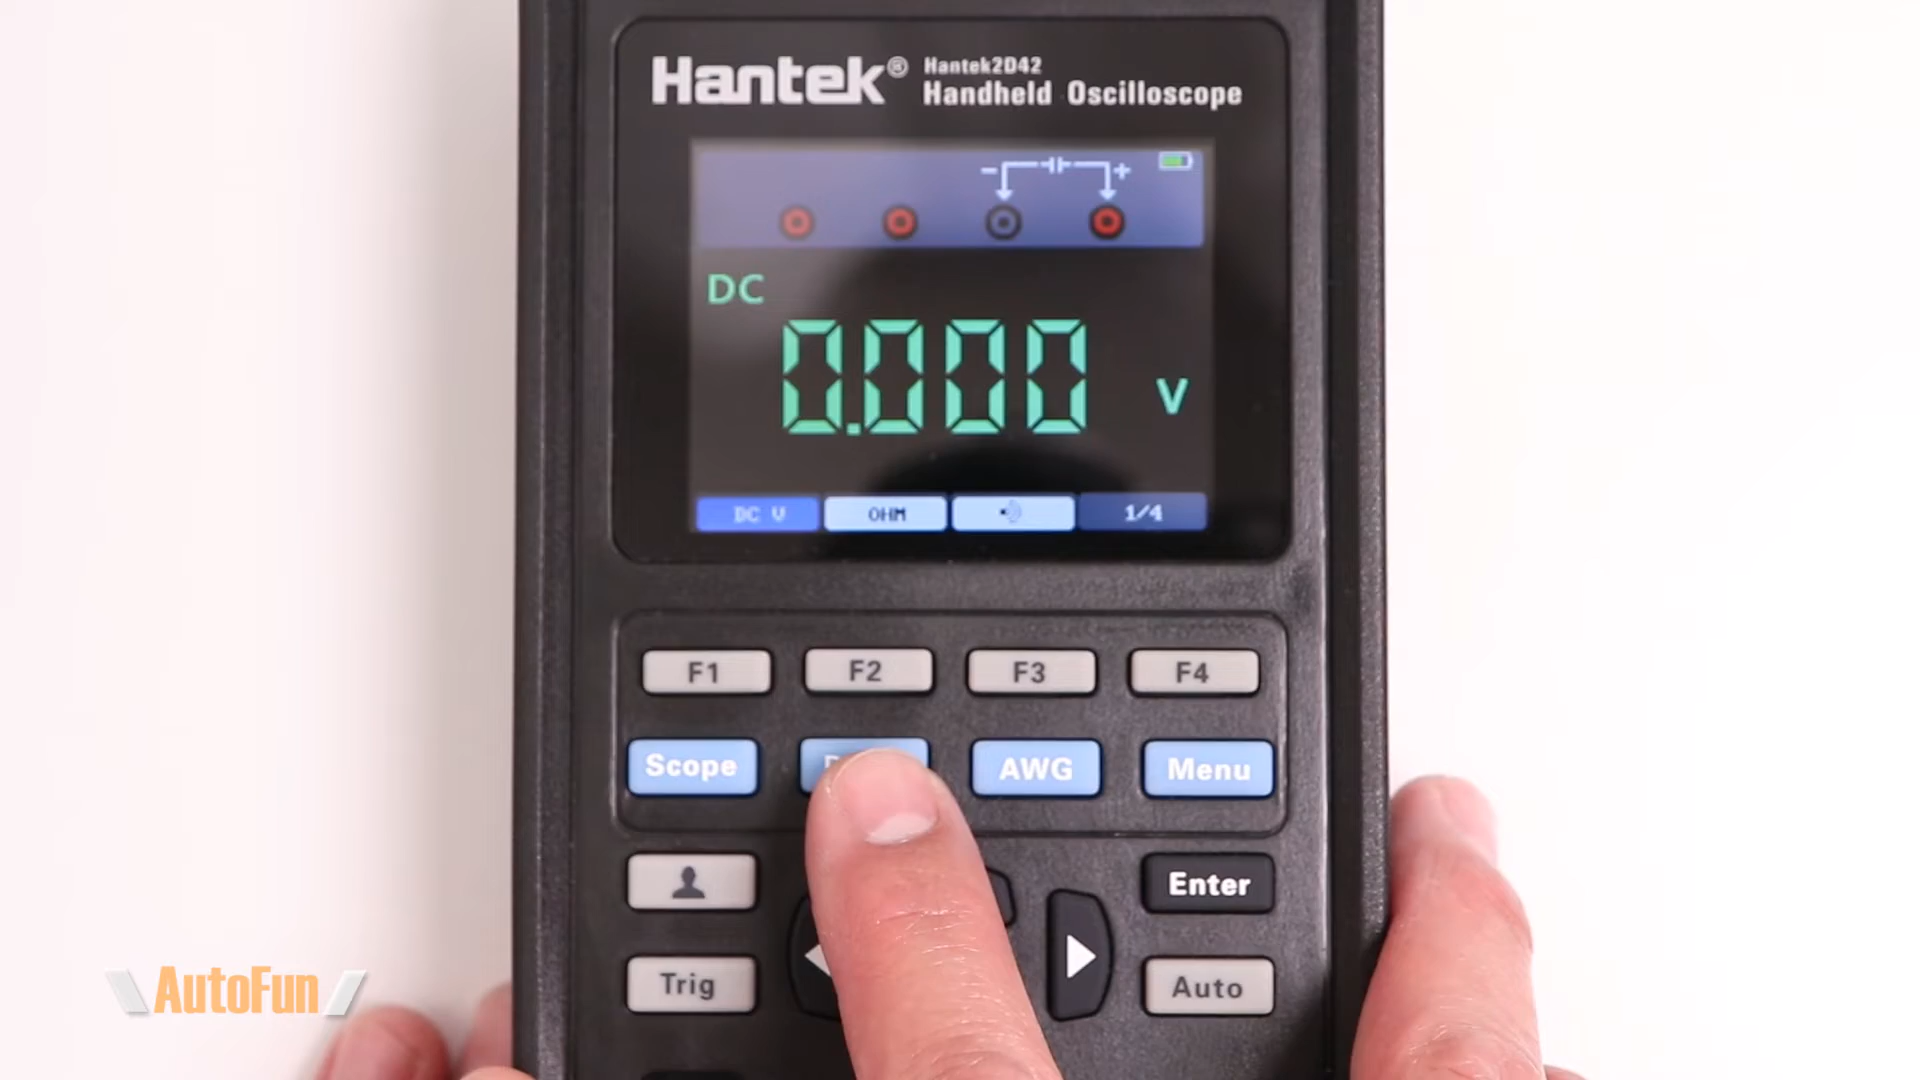 Hantek®
Hantek2D42
Handheld Oscilloscope
- +
DC
0.000 V
DC V OHM 1/4
F1 F2 F3 F4
Scope AWG Menu
Enter
Trig Auto
AutoFun